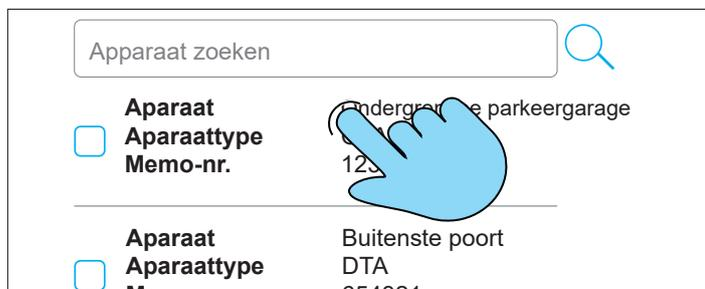 Apparaat zoeken
Aparaat parkeergarage
Aparaattype
Memo-nr.
Aparaat Buitenste poort
Aparaattype DTA